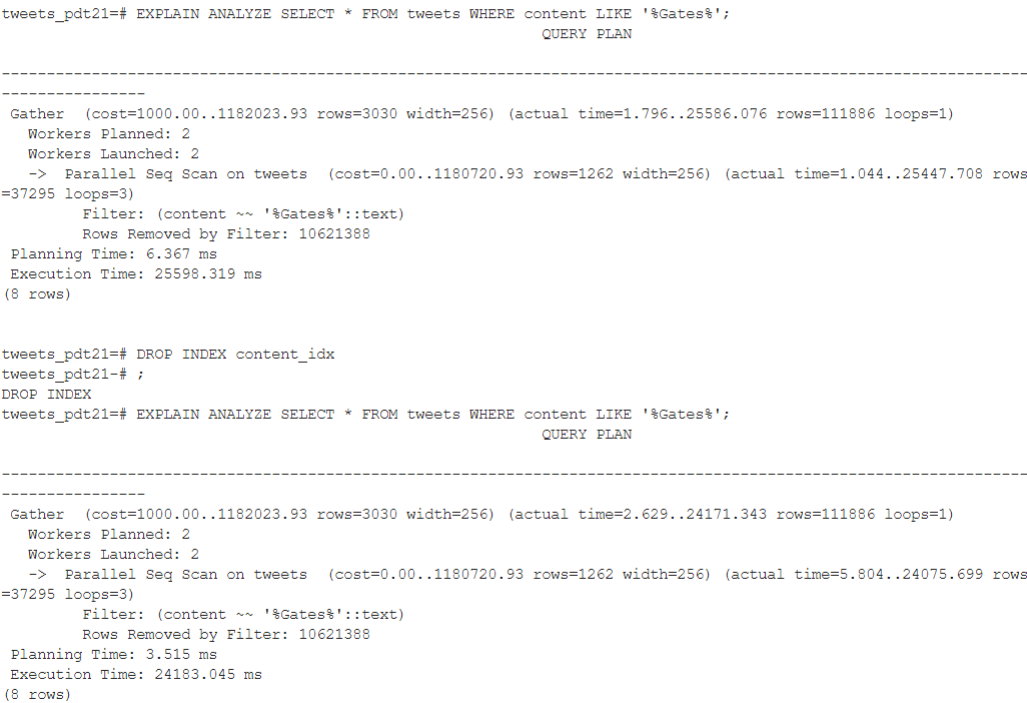 tweets_pdt21=# EXPLAIN ANALYZE SELECT * FROM tweets WHERE content LIKE '%Gates%';
QUERY PLAN
------------------------------------------------------------------------------------------------------------------
----------------
Gather  (cost=1000.00..1182023.93 rows=3030 width=256) (actual time=1.796..25586.076 rows=111886 loops=1)
Workers Planned: 2
Workers Launched: 2
->  Parallel Seq Scan on tweets  (cost=0.00..1180720.93 rows=1262 width=256) (actual time=1.044..25447.708 rows
=37295 loops=3)
Filter: (content ~~ '%Gates%'::text)
Rows Removed by Filter: 10621388
Planning Time: 6.367 ms
Execution Time: 25598.319 ms
(8 rows)
tweets_pdt21=# DROP INDEX content_idx
tweets_pdt21-# ;
DROP INDEX
tweets_pdt21=# EXPLAIN ANALYZE SELECT * FROM tweets WHERE content LIKE '%Gates%';
QUERY PLAN
------------------------------------------------------------------------------------------------------------------
----------------
Gather  (cost=1000.00..1182023.93 rows=3030 width=256) (actual time=2.629..24171.343 rows=111886 loops=1)
Workers Planned: 2
Workers Launched: 2
->  Parallel Seq Scan on tweets  (cost=0.00..1180720.93 rows=1262 width=256) (actual time=5.804..24075.699 rows
=37295 loops=3)
Filter: (content ~~ '%Gates%'::text)
Rows Removed by Filter: 10621388
Planning Time: 3.515 ms
Execution Time: 24183.045 ms
(8 rows)